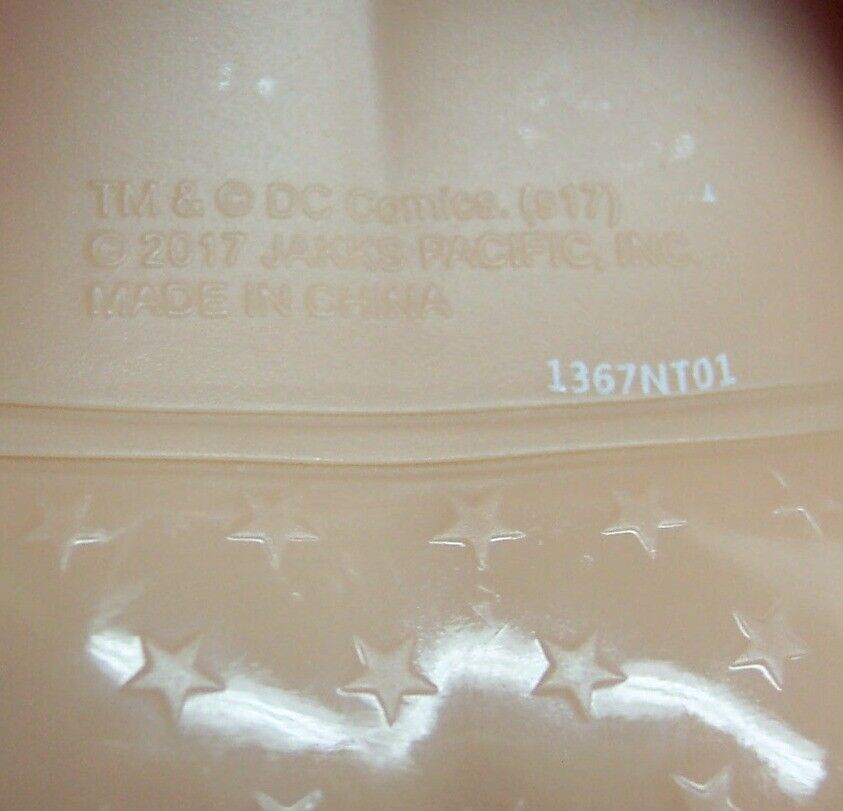 TM & © DC Comics. (s17)
© 2017 JAKKS PACIFIC, INC.
MADE IN CHINA
1367NT01